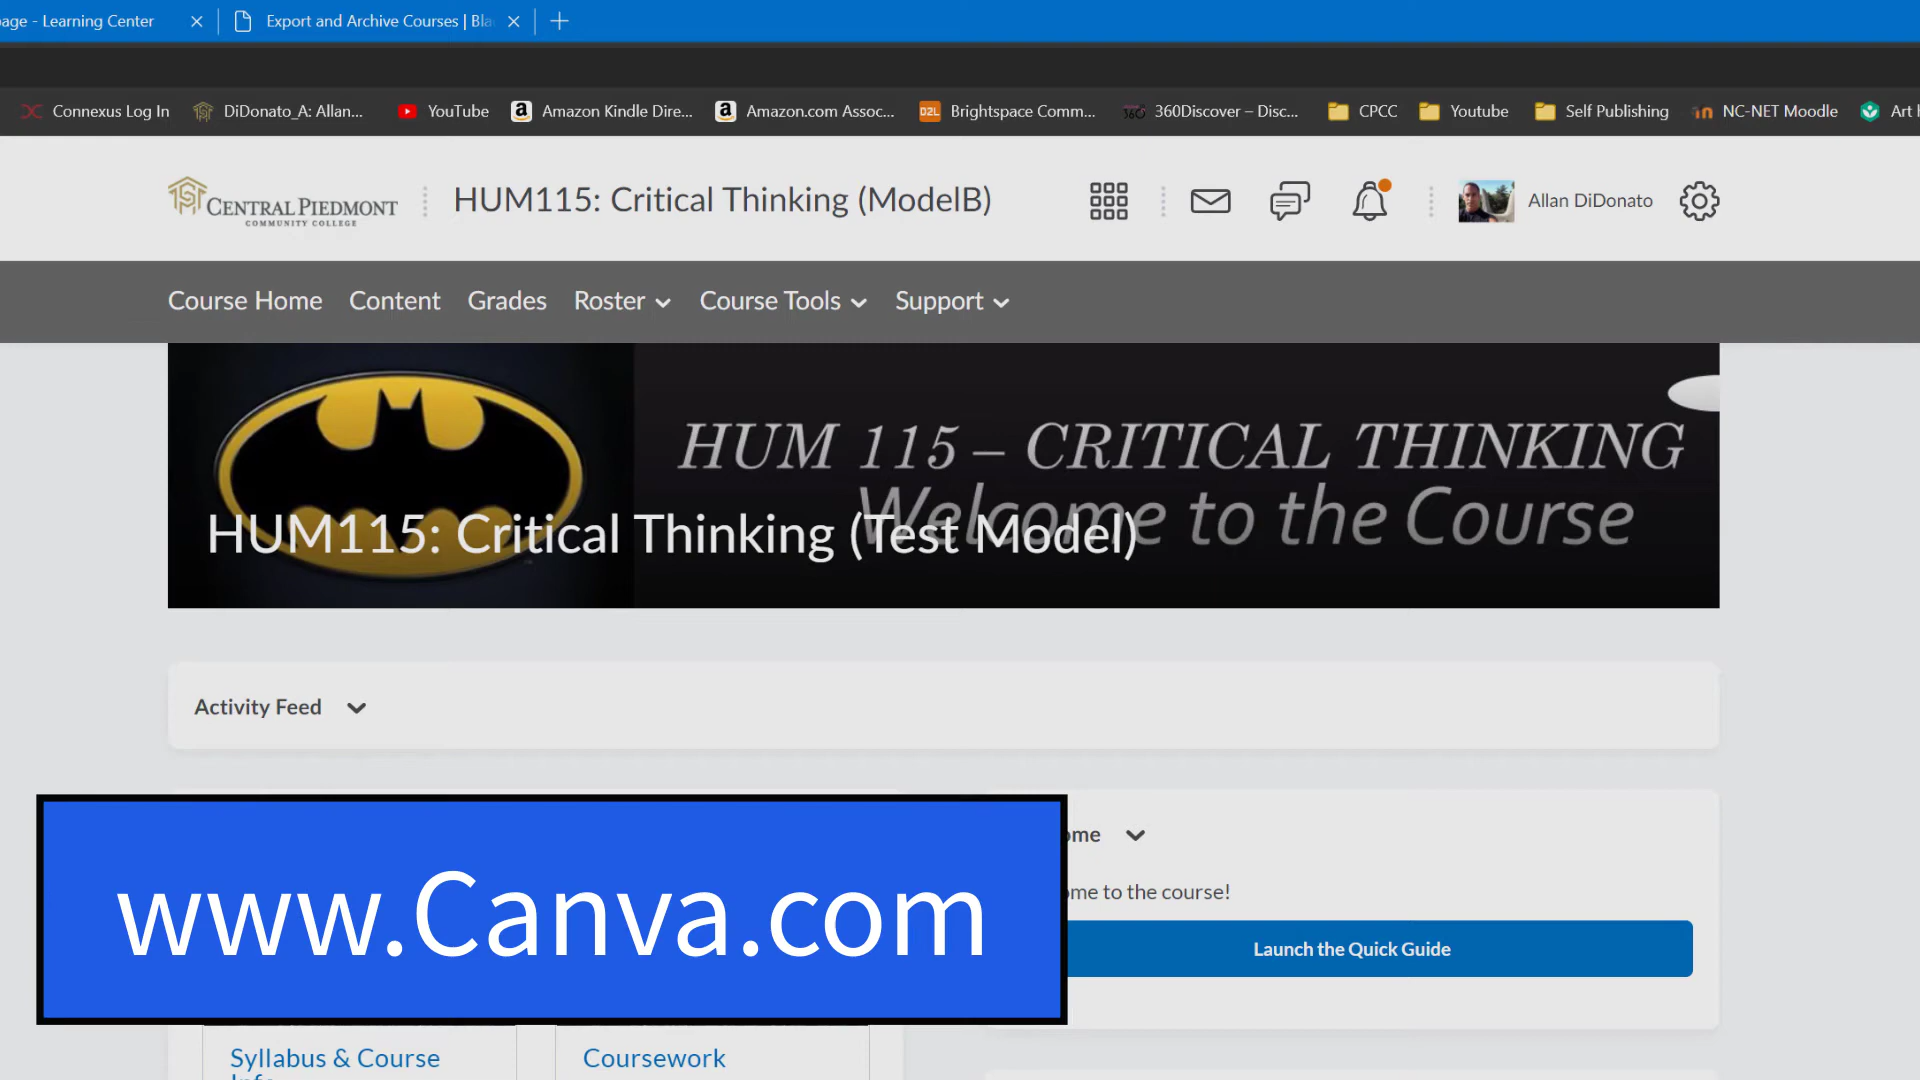 age - Learning Center
Export and Archive Courses | Bla
Connexus Log In
DiDonato_A: Allan...
YouTube
Amazon Kindle Dire...
Amazon.com Assoc...
D2L
Brightspace Comm...
360
360Discover – Disc...
CPCC
Youtube
Self Publishing
NC-NET Moodle
Art h
CENTRAL PIEDMONT
COMMUNITY COLLEGE
HUM115: Critical Thinking (ModelB)
Allan DiDonato
Course Home
Content
Grades
Roster
Course Tools
Support
HUM 115 – CRITICAL THINKING
Welcome to the Course
HUM115: Critical Thinking (Test Model)
Activity Feed
ome
ome to the course!
Launch the Quick Guide
www.Canva.com
Syllabus & Course
Coursework